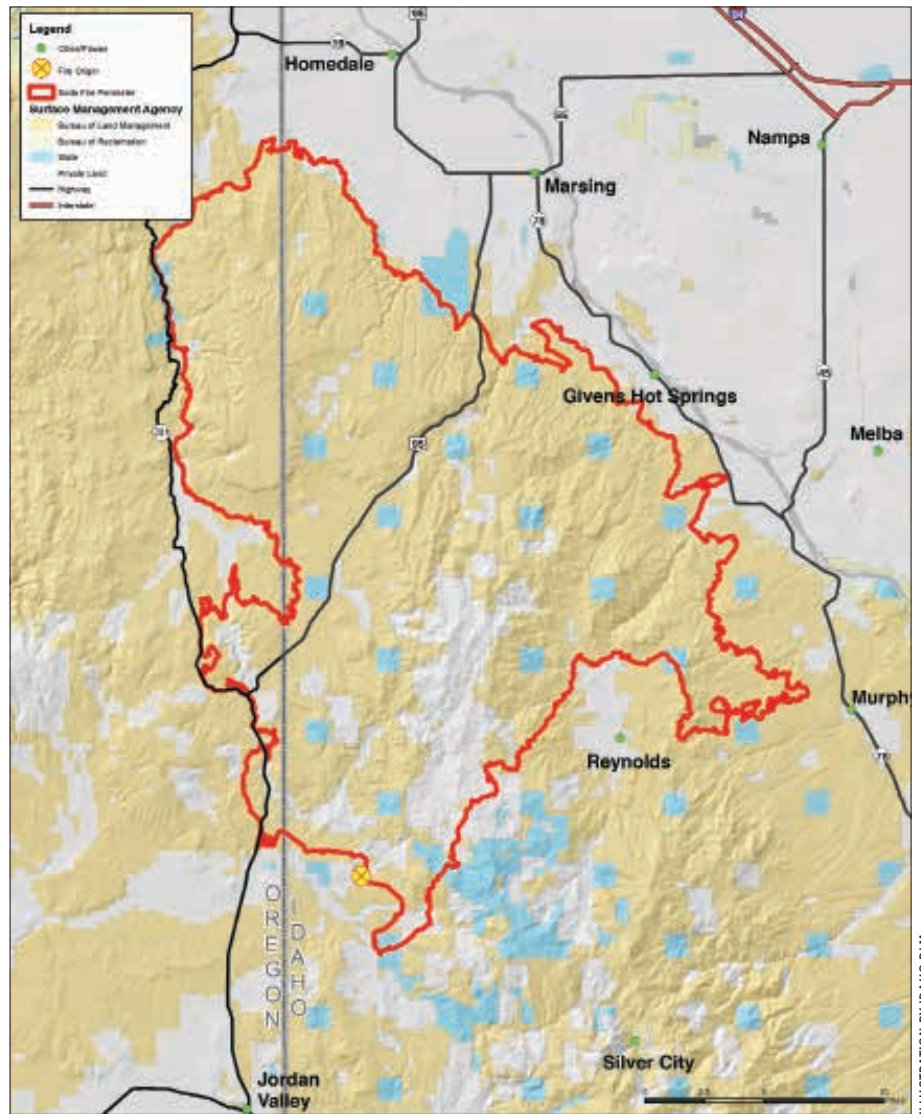 Legend
Cities/Places
Fire Origin
Soda Fire Perimeter
Surface Management Agency
Bureau of Land Management
Bureau of Reclamation
State
Private Land
Highway
Interstate
95
84
19
Homedale
55
Nampa
Marsing
78
45
Givens Hot Springs
Melba
95
Murphy
Reynolds
78
OREGON
IDAHO
Silver City
Jordan
Valley